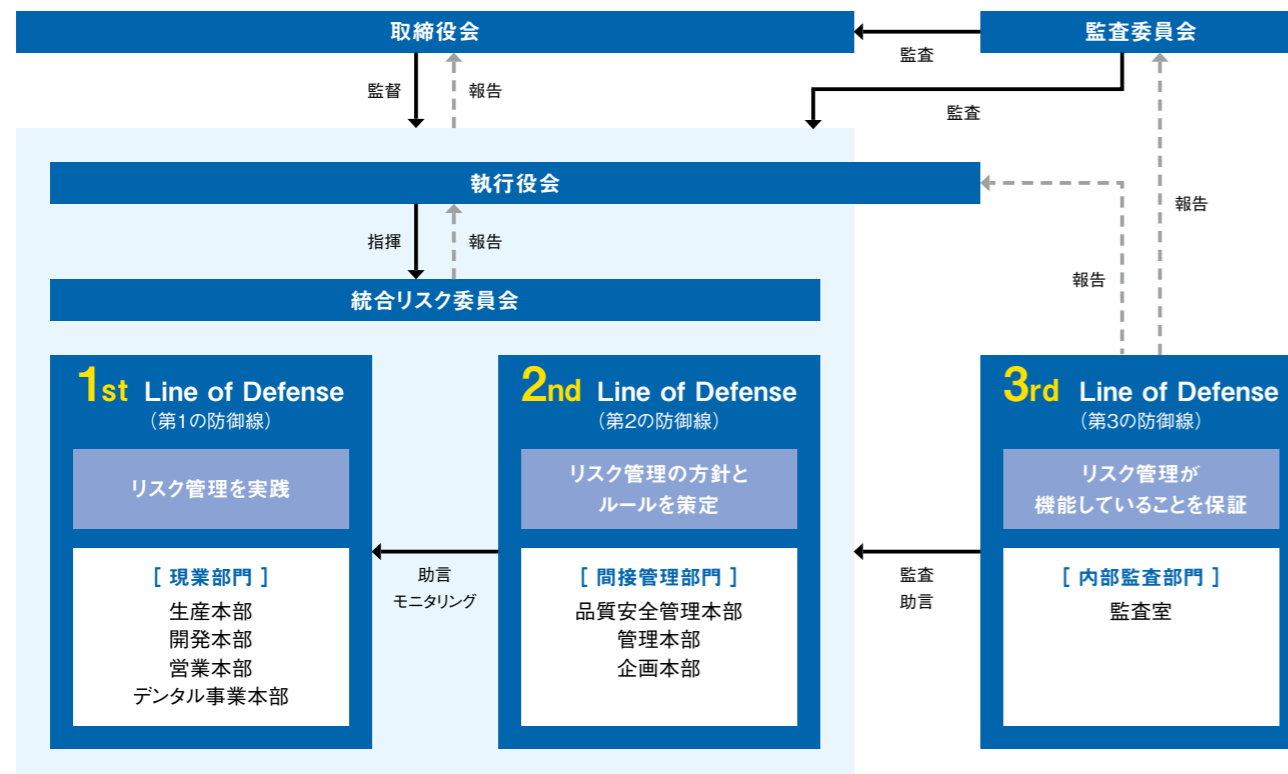 取締役会
監査委員会
監査
監督
報告
監査
執行役会
報告
指揮
報告
報告
統合リスク委員会
1st Line of Defense
（第1の防御線）
リスク管理を実践
［ 現業部門 ］
生産本部
開発本部
営業本部
デンタル事業本部
助言
モニタリング
2nd Line of Defense
（第2の防御線）
リスク管理の方針と
ルールを策定
［ 間接管理部門 ］
品質安全管理本部
管理本部
企画本部
監査
助言
3rd Line of Defense
（第3の防御線）
リスク管理が
機能していることを保証
［ 内部監査部門 ］
監査室